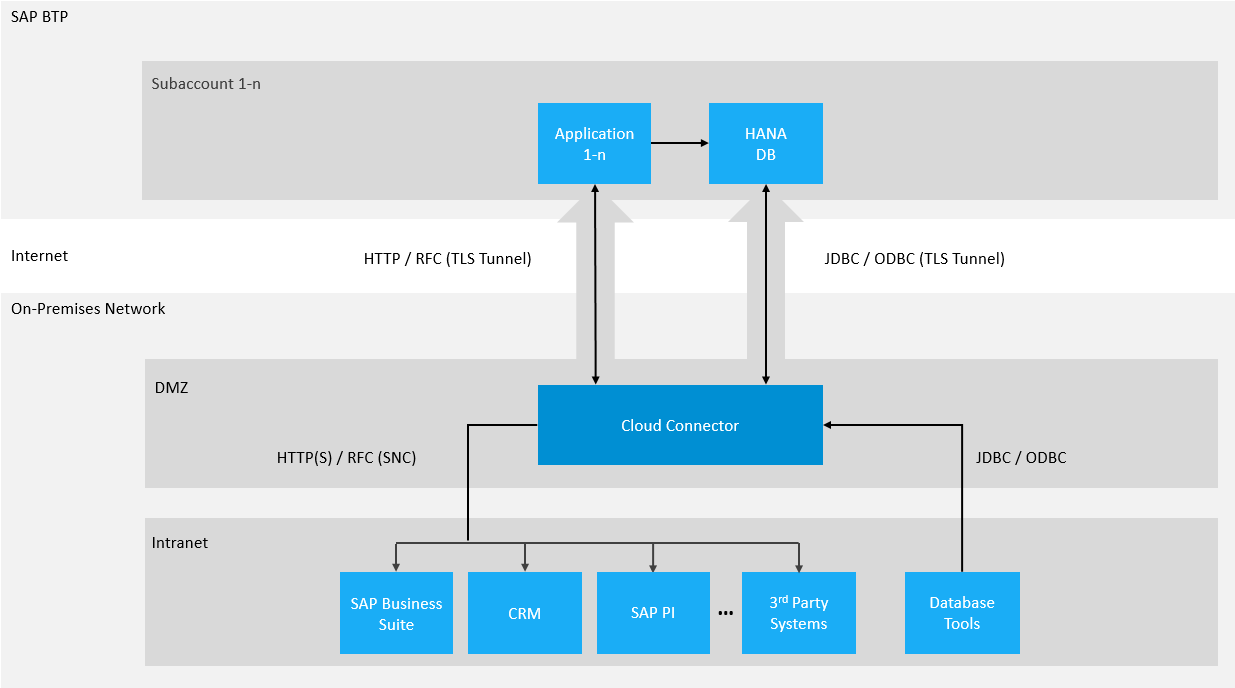 SAP BTP
Subaccount 1-n
Application
1-n
HANA
DB
Internet
HTTP / RFC (TLS Tunnel)
JDBC / ODBC (TLS Tunnel)
On-Premises Network
DMZ
Cloud Connector
HTTP(S) / RFC (SNC)
JDBC / ODBC
Intranet
SAP Business
Suite
CRM
SAP PI
...
3rd Party
Systems
Database
Tools